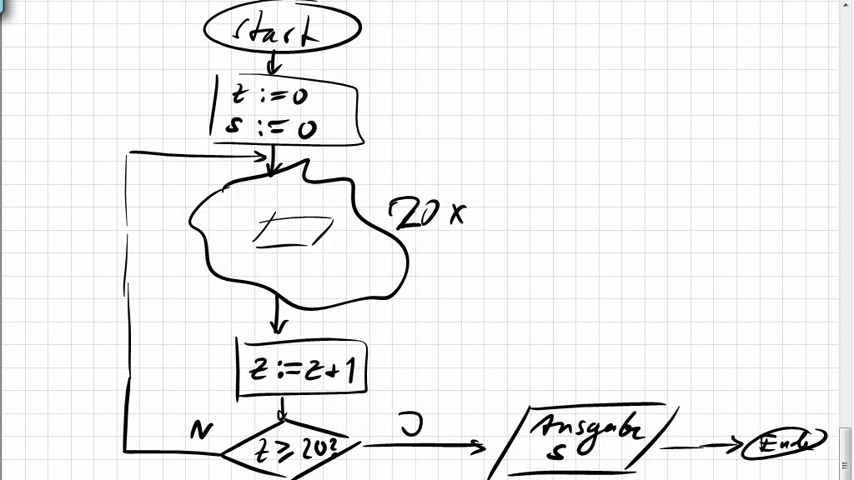 start
z := 0
s := 0
20 x
z := z + 1
z ≥ 20?
N
J
Ausgabe
s
Ende